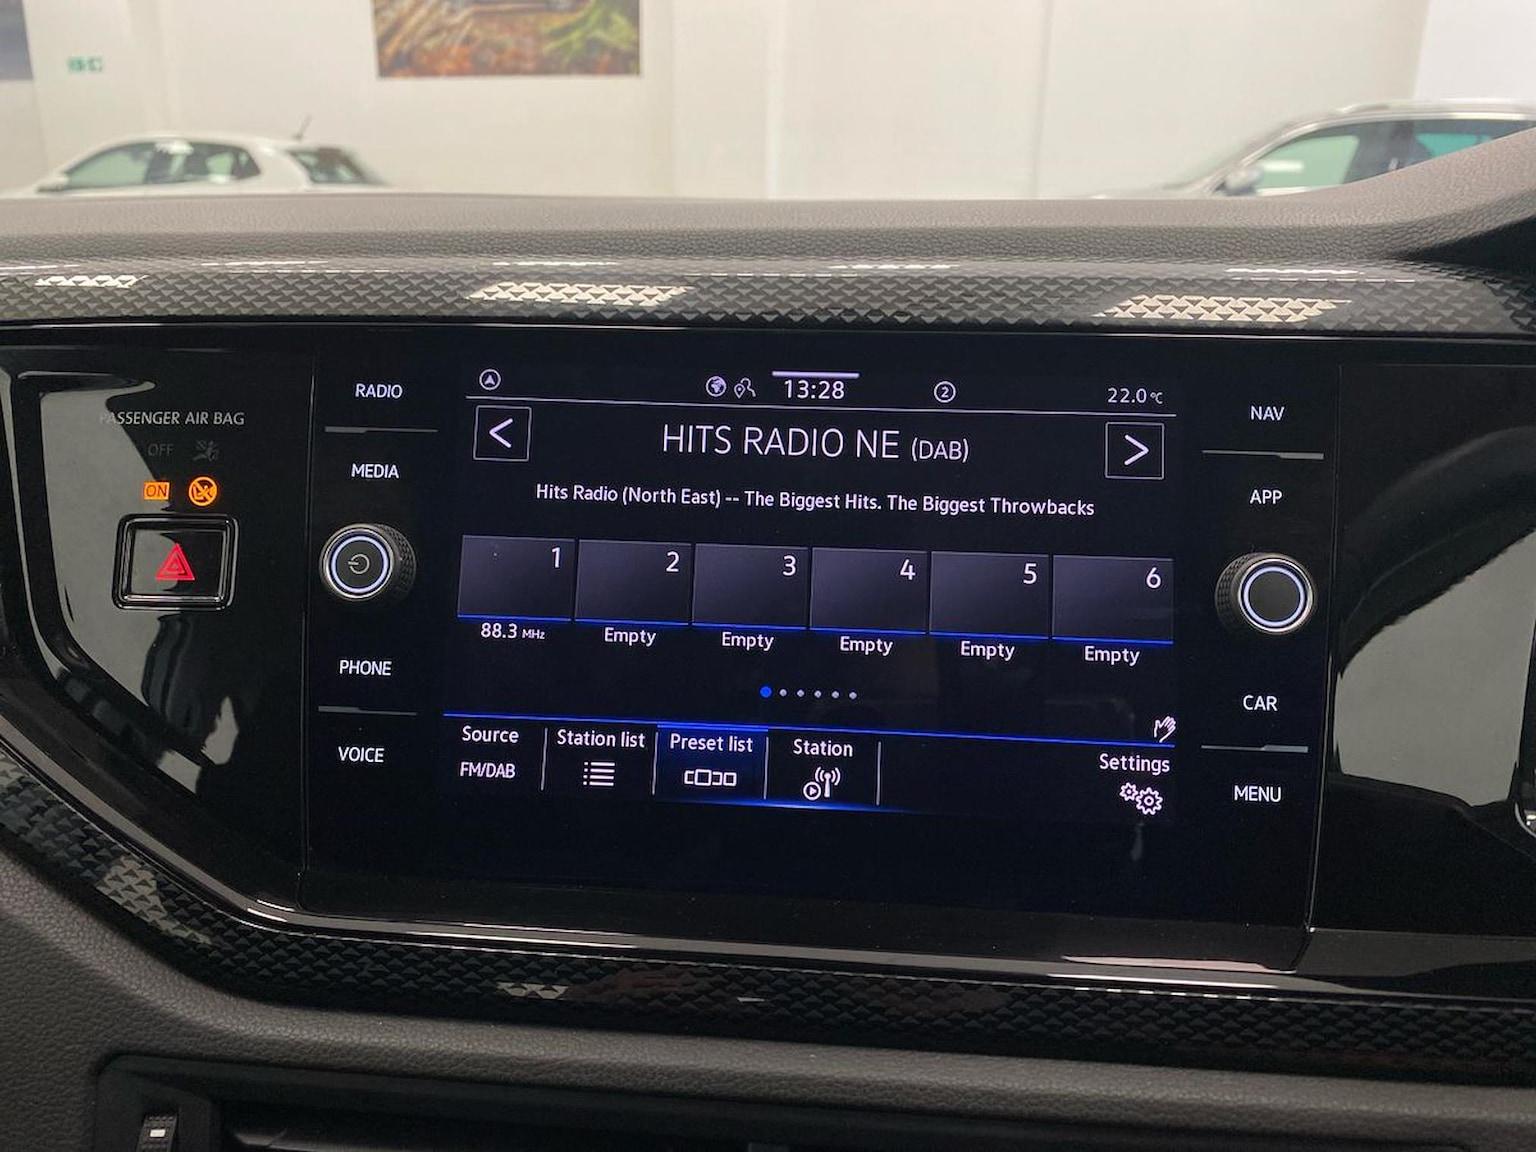 PASSENGER AIR BAG
OFF
ON
RADIO
MEDIA
PHONE
VOICE
13:28
2
22.0 °C
<
HITS RADIO NE (DAB)
>
Hits Radio (North East) -- The Biggest Hits. The Biggest Throwbacks
1 2 3 4 5 6
88.3 MHz Empty Empty Empty Empty Empty
Source Station list Preset list Station Settings
FM/DAB
NAV
APP
CAR
MENU